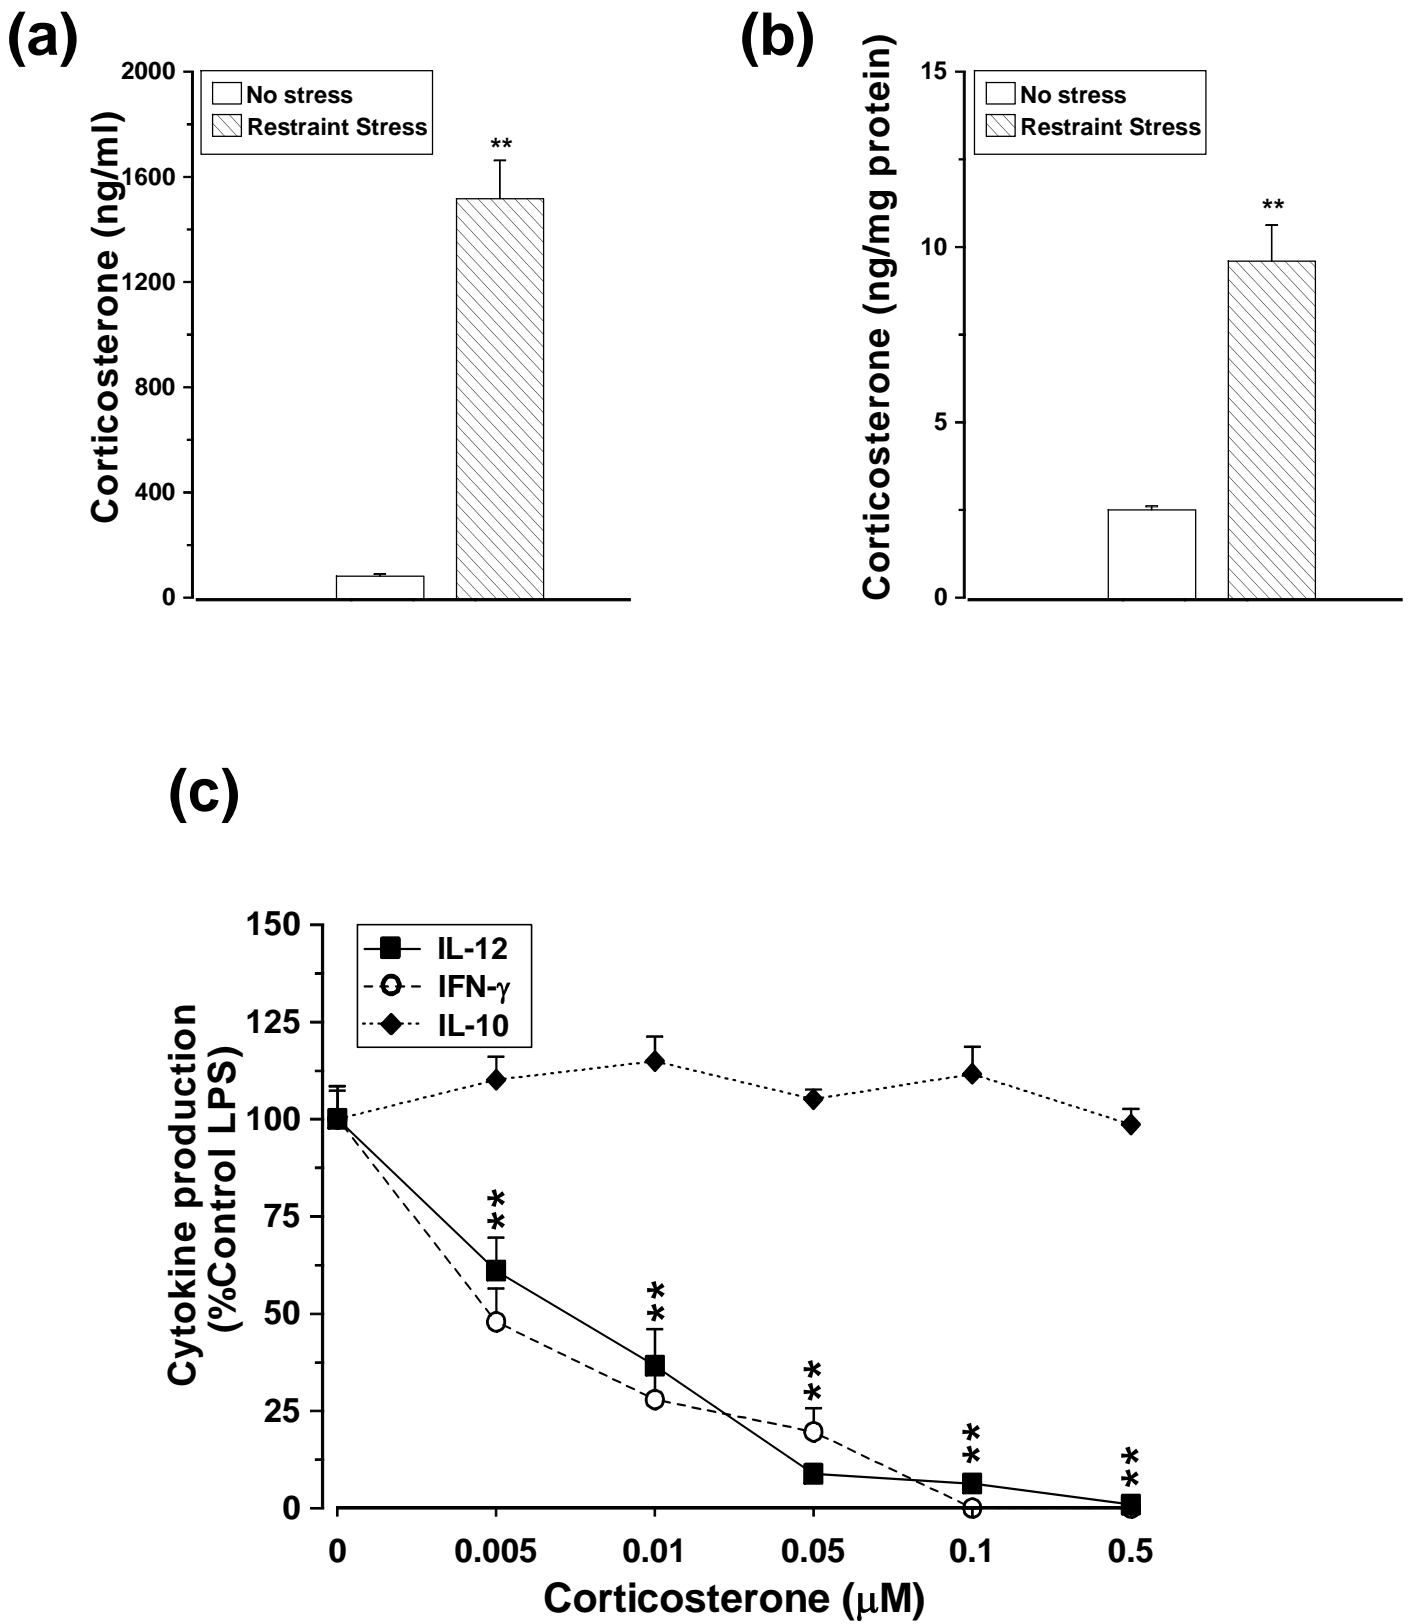 (a)
2000
1600
1200
800
400
0
Corticosterone (ng/ml)
No stress
Restraint Stress
**
(b)
15
10
5
0
Corticosterone (ng/mg protein)
No stress
Restraint Stress
**
(c)
150
125
100
75
50
25
0
Cytokine production
(%Control LPS)
IL-12
IFN-γ
IL-10
**
**
**
**
**
0 0.005 0.01 0.05 0.1 0.5
Corticosterone (μM)